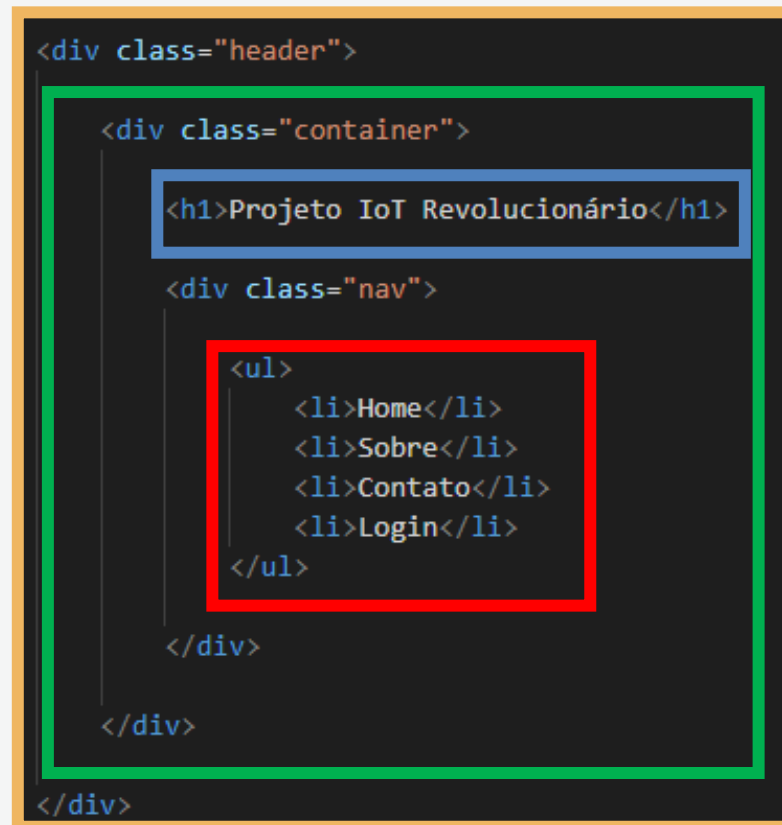 <div class="header">
<div class="container">
<h1>Projeto IoT Revolucionário</h1>
<div class="nav">
<ul>
<li>Home</li>
<li>Sobre</li>
<li>Contato</li>
<li>Login</li>
</ul>
</div>
</div>
</div>